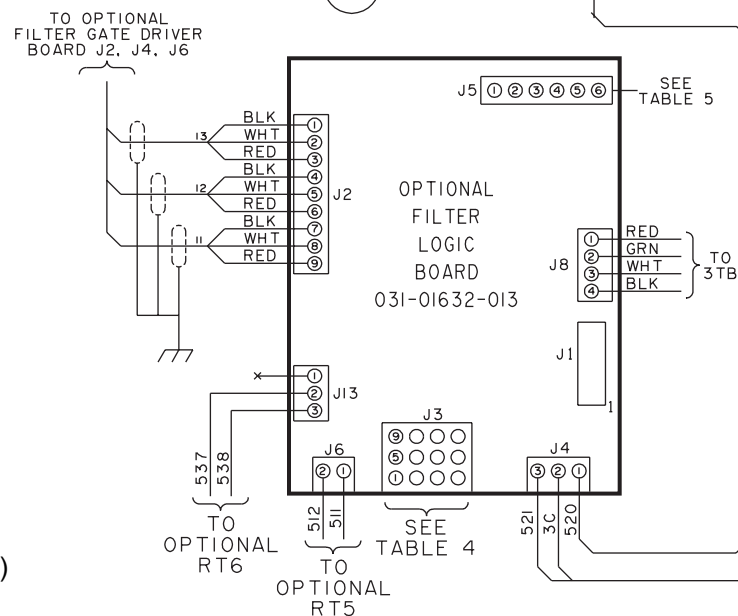 TO OPTIONAL
FILTER GATE DRIVER
BOARD J2, J4, J6
J5 1 2 3 4 5 6
SEE
TABLE 5
13
BLK 1
WHT 2
RED 3
12
BLK 4
WHT 5
RED 6
11
BLK 7
WHT 8
RED 9
J2
OPTIONAL
FILTER
LOGIC
BOARD
031-01632-013
J8
1 RED
2 GRN
3 WHT
4 BLK
TO
3TB
J1
1
1
2
3
J13
537
538
TO
OPTIONAL
RT6
J6
2 1
512
511
TO
OPTIONAL
RT5
J3
9
5
1
SEE
TABLE 4
J4
3 2 1
521
3C
520
)